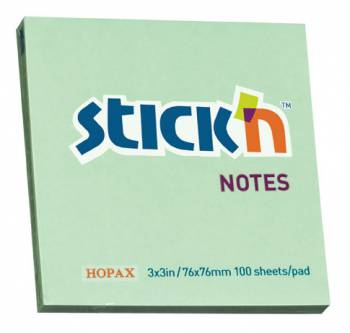 STICK'n™
NOTES
HOPAX 3x3in/76x76mm 100 sheets/pad